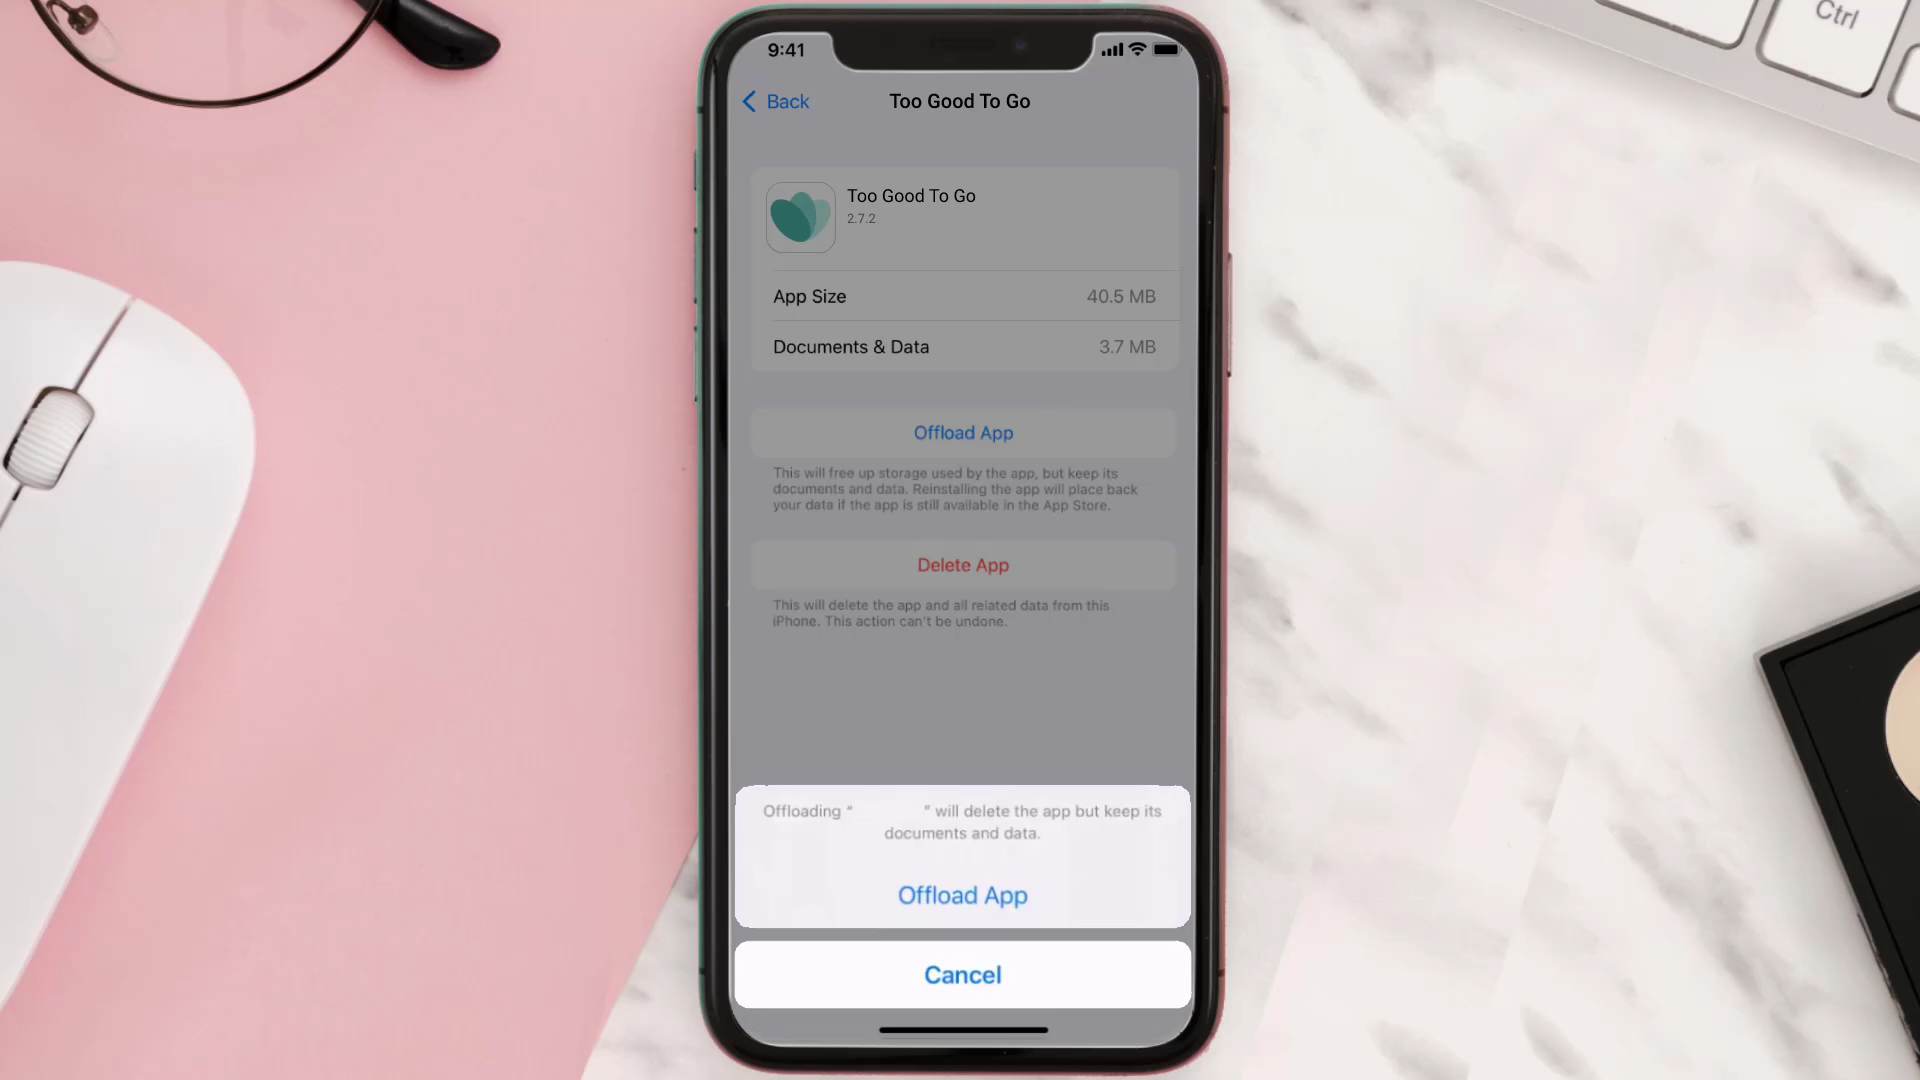 Ctrl
9:41
Back
Too Good To Go
Too Good To Go
2.7.2
App Size
40.5 MB
Documents & Data
3.7 MB
Offload App
This will free up storage used by the app, but keep its
documents and data. Reinstalling the app will place back
your data if the app is still available in the App Store.
Delete App
This will delete the app and all related data from this
iPhone. This action can't be undone.
Offloading “ ” will delete the app but keep its
documents and data.
Offload App
Cancel